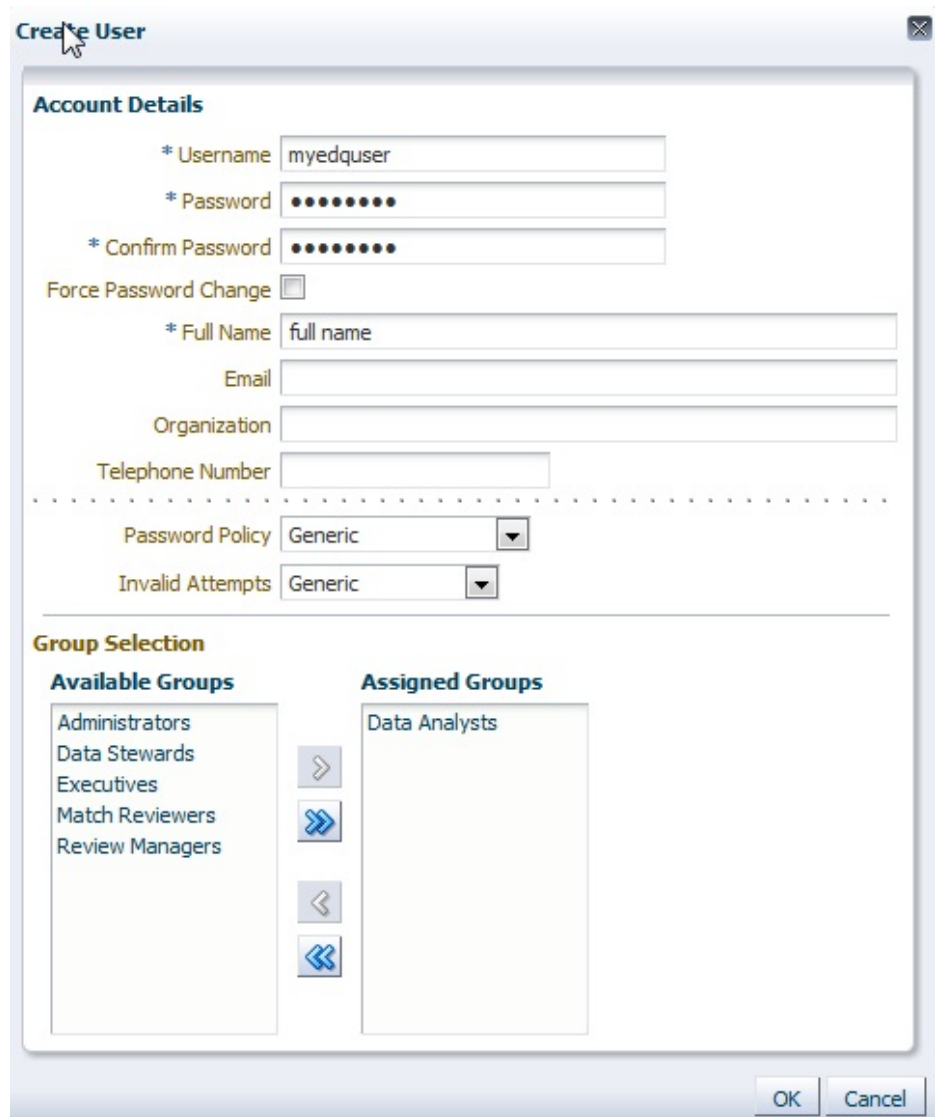 Create User
Account Details
* Username myedquser
* Password ●●●●●●●●
* Confirm Password ●●●●●●●●
Force Password Change
* Full Name full name
Email
Organization
Telephone Number
Password Policy Generic
Invalid Attempts Generic
Group Selection
Available Groups Assigned Groups
Administrators Data Analysts
Data Stewards
Executives
Match Reviewers
Review Managers
OK Cancel